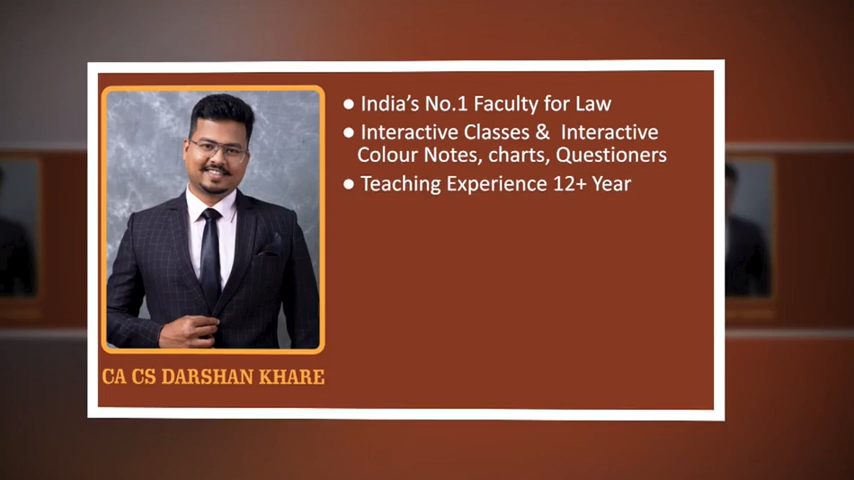 ● India's No.1 Faculty for Law
● Interactive Classes & Interactive
Colour Notes, charts, Questioners
● Teaching Experience 12+ Year
CA CS DARSHAN KHARE